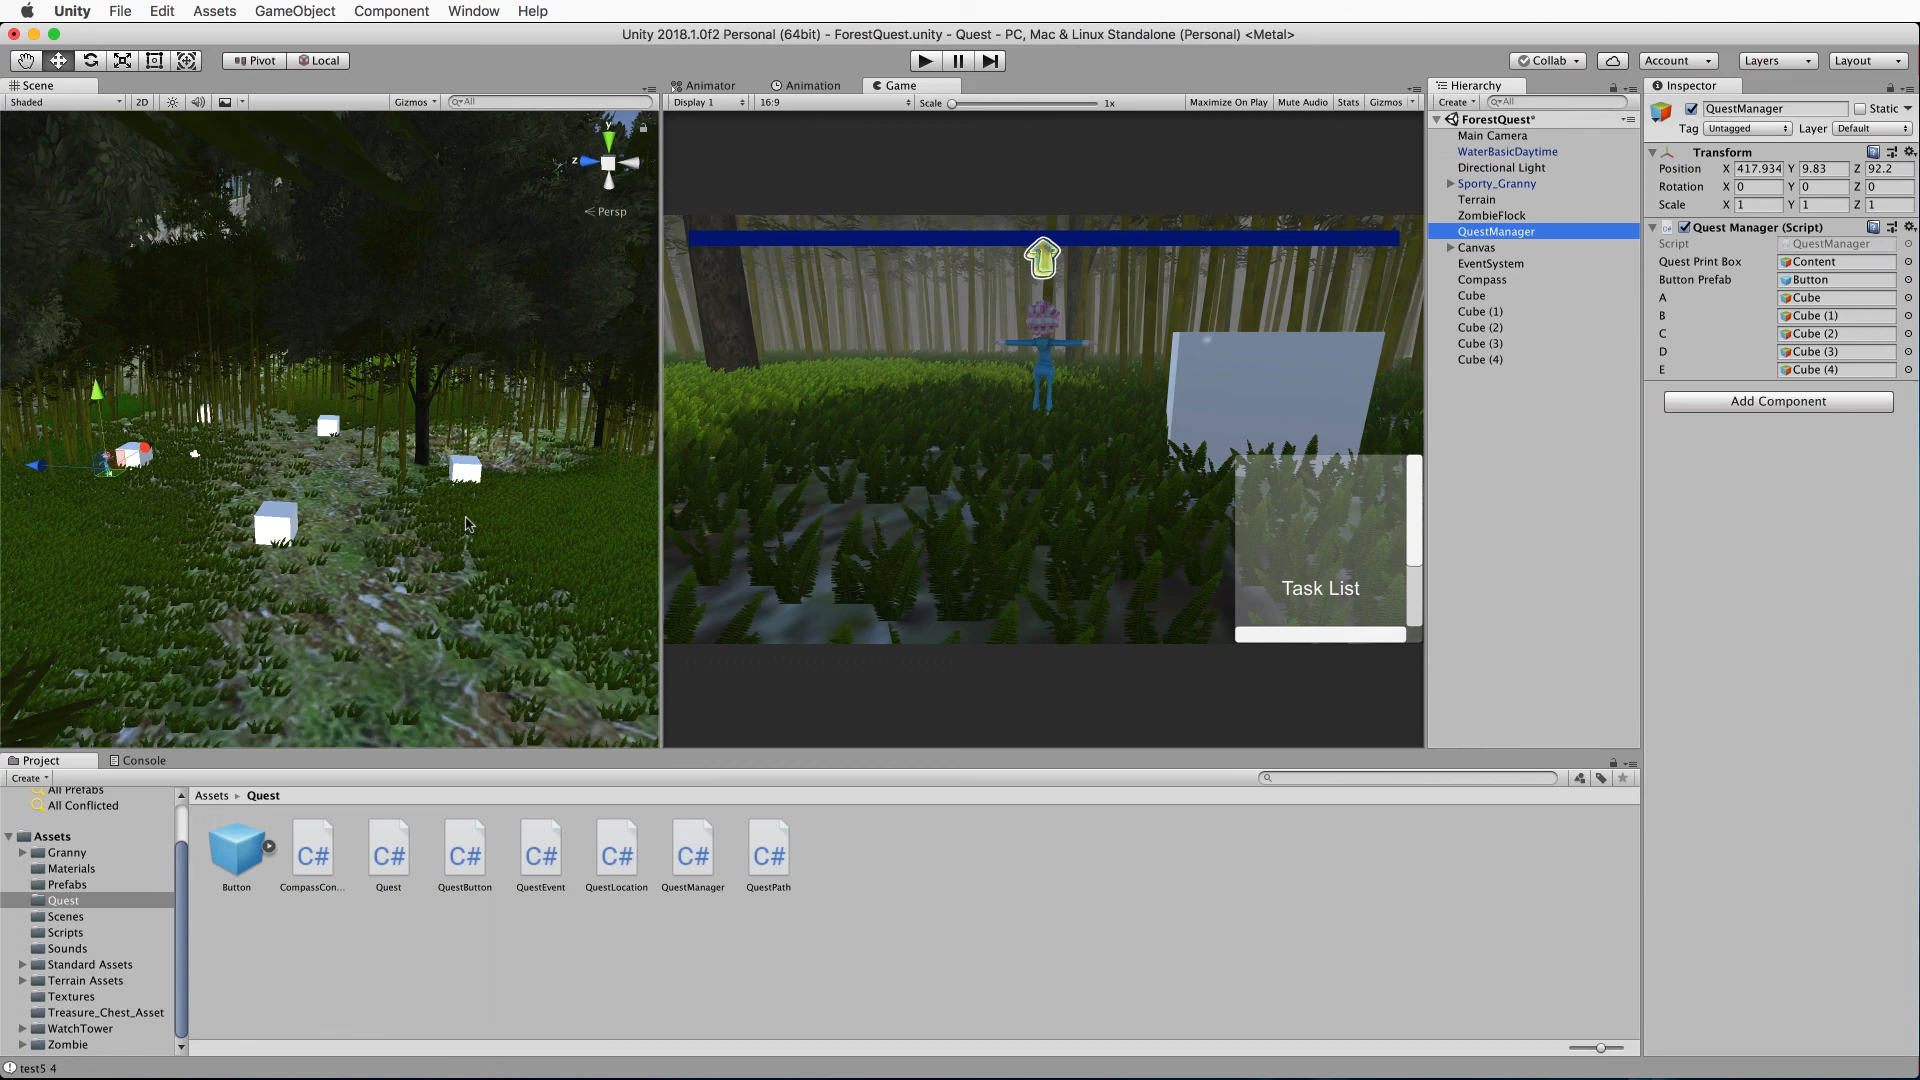 Unity File Edit Assets GameObject Component Window Help
Unity 2018.1.0f2 Personal (64bit) - ForestQuest.unity - Quest - PC, Mac & Linux Standalone (Personal) <Metal>
Pivot Local Collab Account Layers Layout
Scene
Shaded 2D Gizmos All
y
z
Persp
Animator Animation Game
Display 1 16:9 Scale 1x Maximize On Play Mute Audio Stats Gizmos
Task List
Hierarchy
Create All
ForestQuest*
Main Camera
WaterBasicDaytime
Directional Light
Sporty_Granny
Terrain
ZombieFlock
QuestManager
Canvas
EventSystem
Compass
Cube
Cube (1)
Cube (2)
Cube (3)
Cube (4)
Inspector
QuestManager Static
Tag Untagged Layer Default
Transform
Position X 417.934 Y 9.83 Z 92.2
Rotation X 0 Y 0 Z 0
Scale X 1 Y 1 Z 1
Quest Manager (Script)
Script QuestManager
Quest Print Box Content
Button Prefab Button
A Cube
B Cube (1)
C Cube (2)
D Cube (3)
E Cube (4)
Add Component
Project Console
Create
All Prefabs
All Conflicted
Assets
Granny
Materials
Prefabs
Quest
Scenes
Scripts
Sounds
Standard Assets
Terrain Assets
Textures
Treasure_Chest_Asset
WatchTower
Zombie
Assets Quest
C# C# C# C# C# C# C#
Button CompassCon... Quest QuestButton QuestEvent QuestLocation QuestManager QuestPath
test5 4